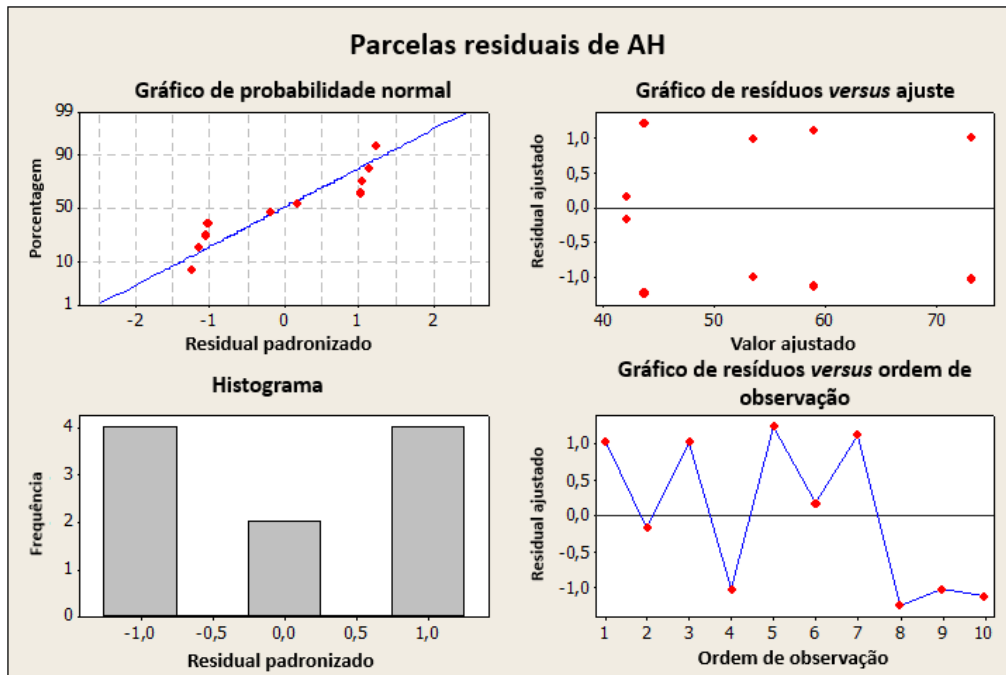 Parcelas residuais de AH
Gráfico de probabilidade normal
Porcentagem
99
90
50
10
1
-2 -1 0 1 2
Residual padronizado
Gráfico de resíduos versus ajuste
Residual ajustado
1,0
0,5
0,0
-0,5
-1,0
40 50 60 70
Valor ajustado
Histograma
Frequência
4
3
2
1
0
-1,0 -0,5 0,0 0,5 1,0
Residual padronizado
Gráfico de resíduos versus ordem de
observação
Residual ajustado
1,0
0,5
0,0
-0,5
-1,0
1 2 3 4 5 6 7 8 9 10
Ordem de observação